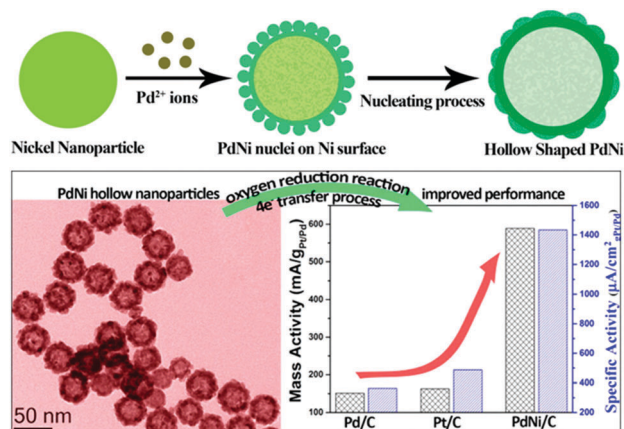 Pd²⁺ ions
Nucleating process
Nickel Nanoparticle
PdNi nuclei on Ni surface
Hollow Shaped PdNi
PdNi hollow nanoparticles
oxygen reduction reaction
4e⁻ transfer process
improved performance
50 nm
Mass Activity (mA/gPt/Pd)
600
500
400
300
200
100
1600
1400
1200
1000
800
600
400
200
Specific Activity (μA/cm²gPt/Pd)
Pd/C
Pt/C
PdNi/C